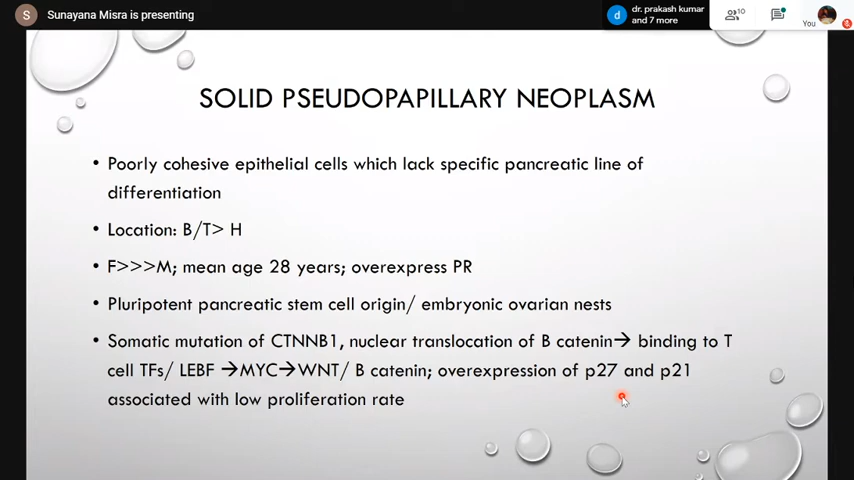 S Sunayana Misra is presenting
d dr. prakash kumar
and 7 more
10
You
SOLID PSEUDOPAPILLARY NEOPLASM
• Poorly cohesive epithelial cells which lack specific pancreatic line of
differentiation
• Location: B/T> H
• F>>>M; mean age 28 years; overexpress PR
• Pluripotent pancreatic stem cell origin/ embryonic ovarian nests
• Somatic mutation of CTNNB1, nuclear translocation of B catenin→ binding to T
cell TFs/ LEBF →MYC→WNT/ B catenin; overexpression of p27 and p21
associated with low proliferation rate